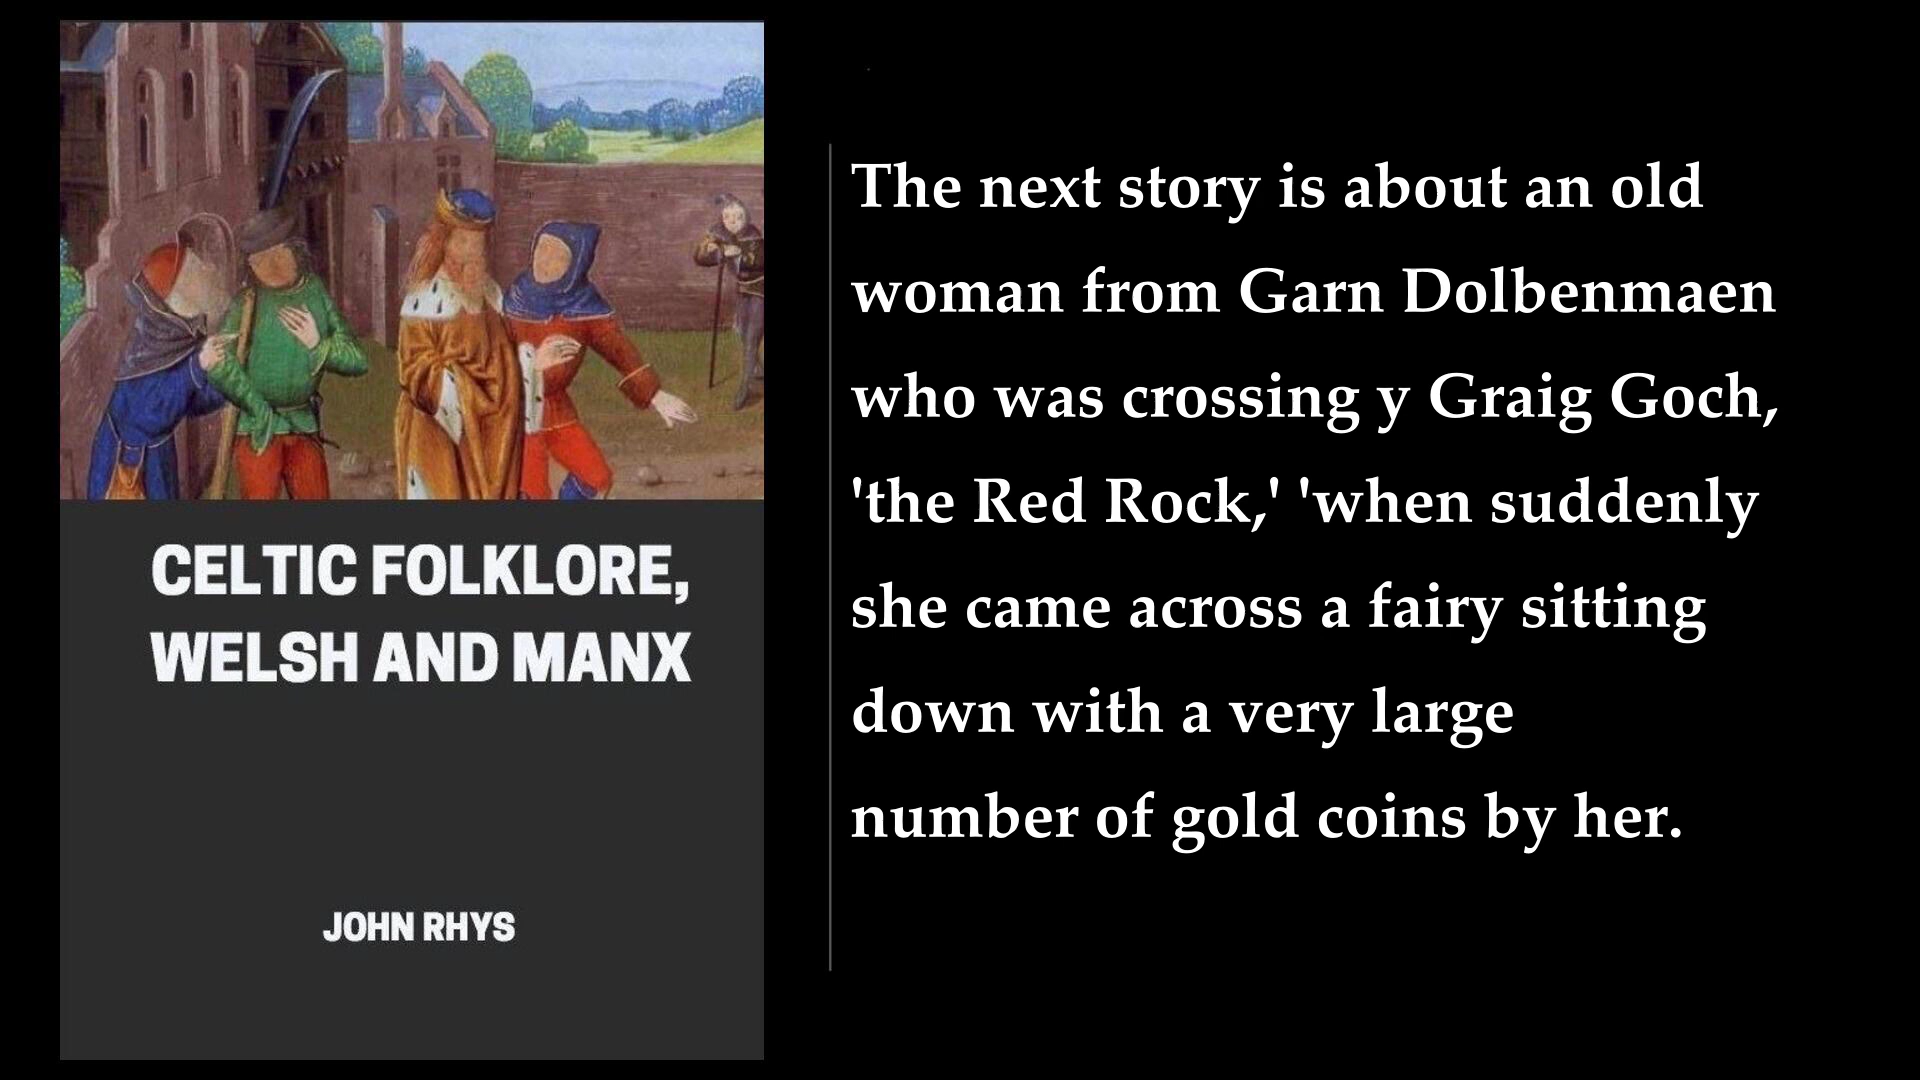 CELTIC FOLKLORE,
WELSH AND MANX
JOHN RHYS
The next story is about an old
woman from Garn Dolbenmaen
who was crossing y Graig Goch,
'the Red Rock,' 'when suddenly
she came across a fairy sitting
down with a very large
number of gold coins by her.